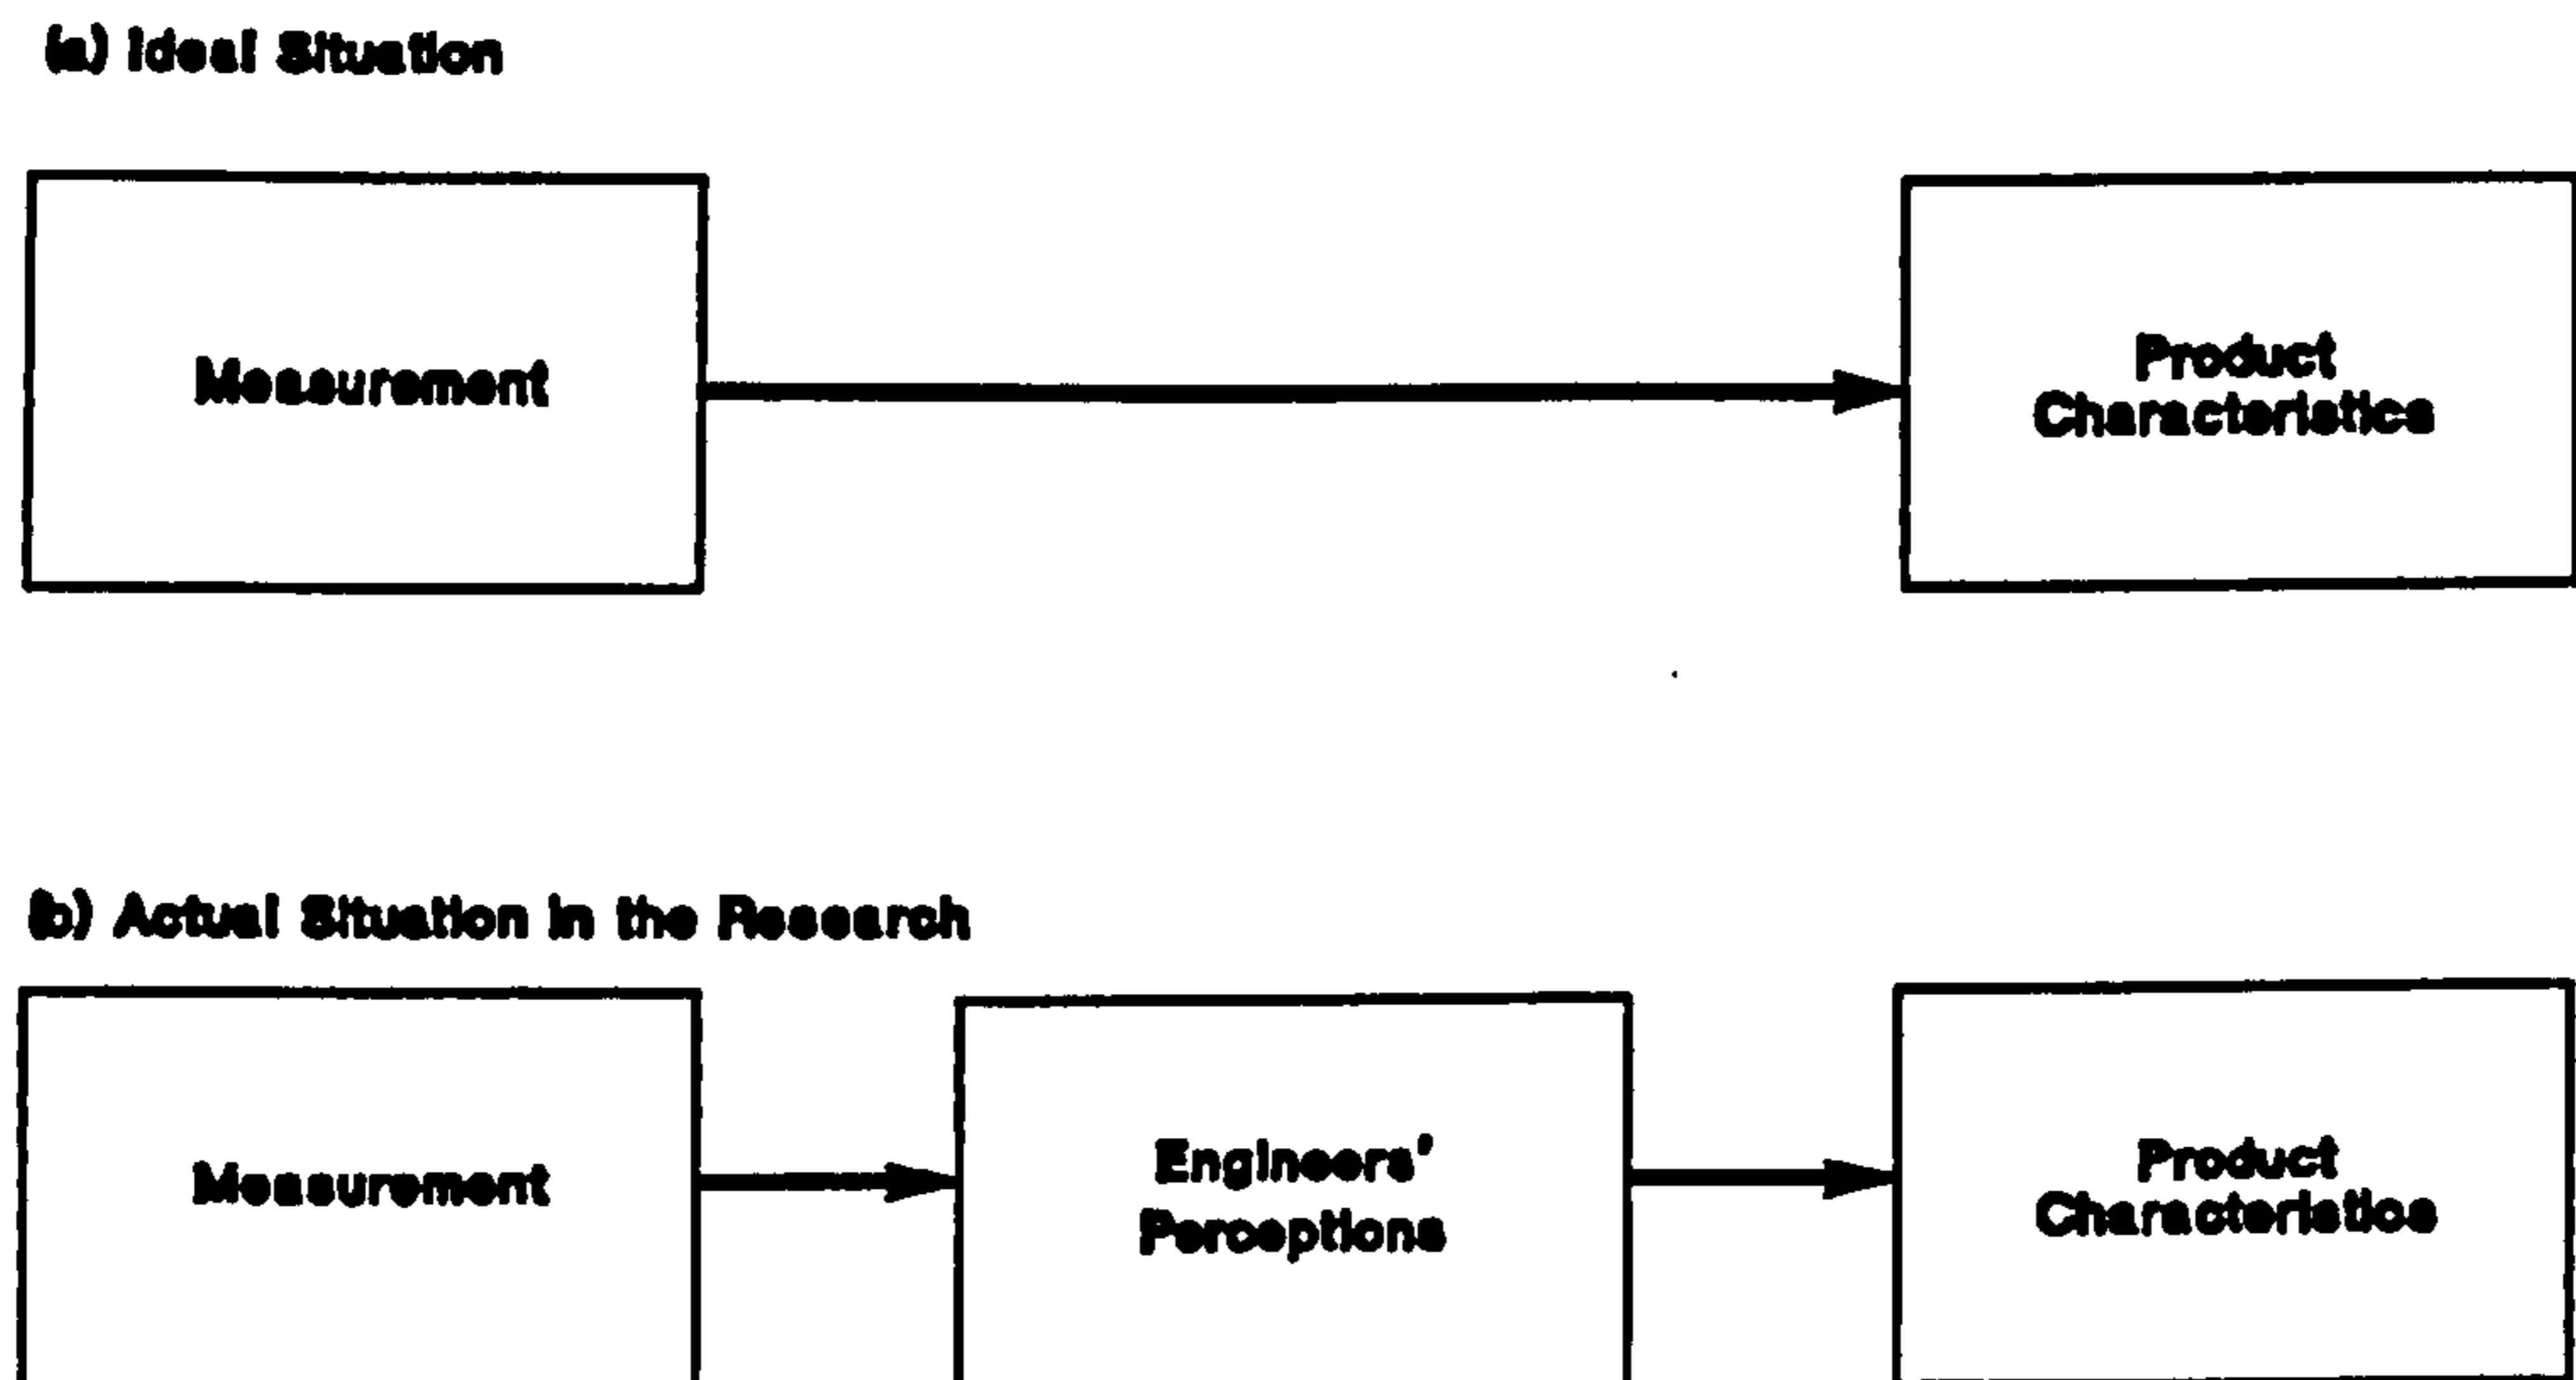 (a) Ideal Situation
Measurement
Product
Characteristics
(b) Actual Situation in the Research
Measurement
Engineers'
Perceptions
Product
Characteristics